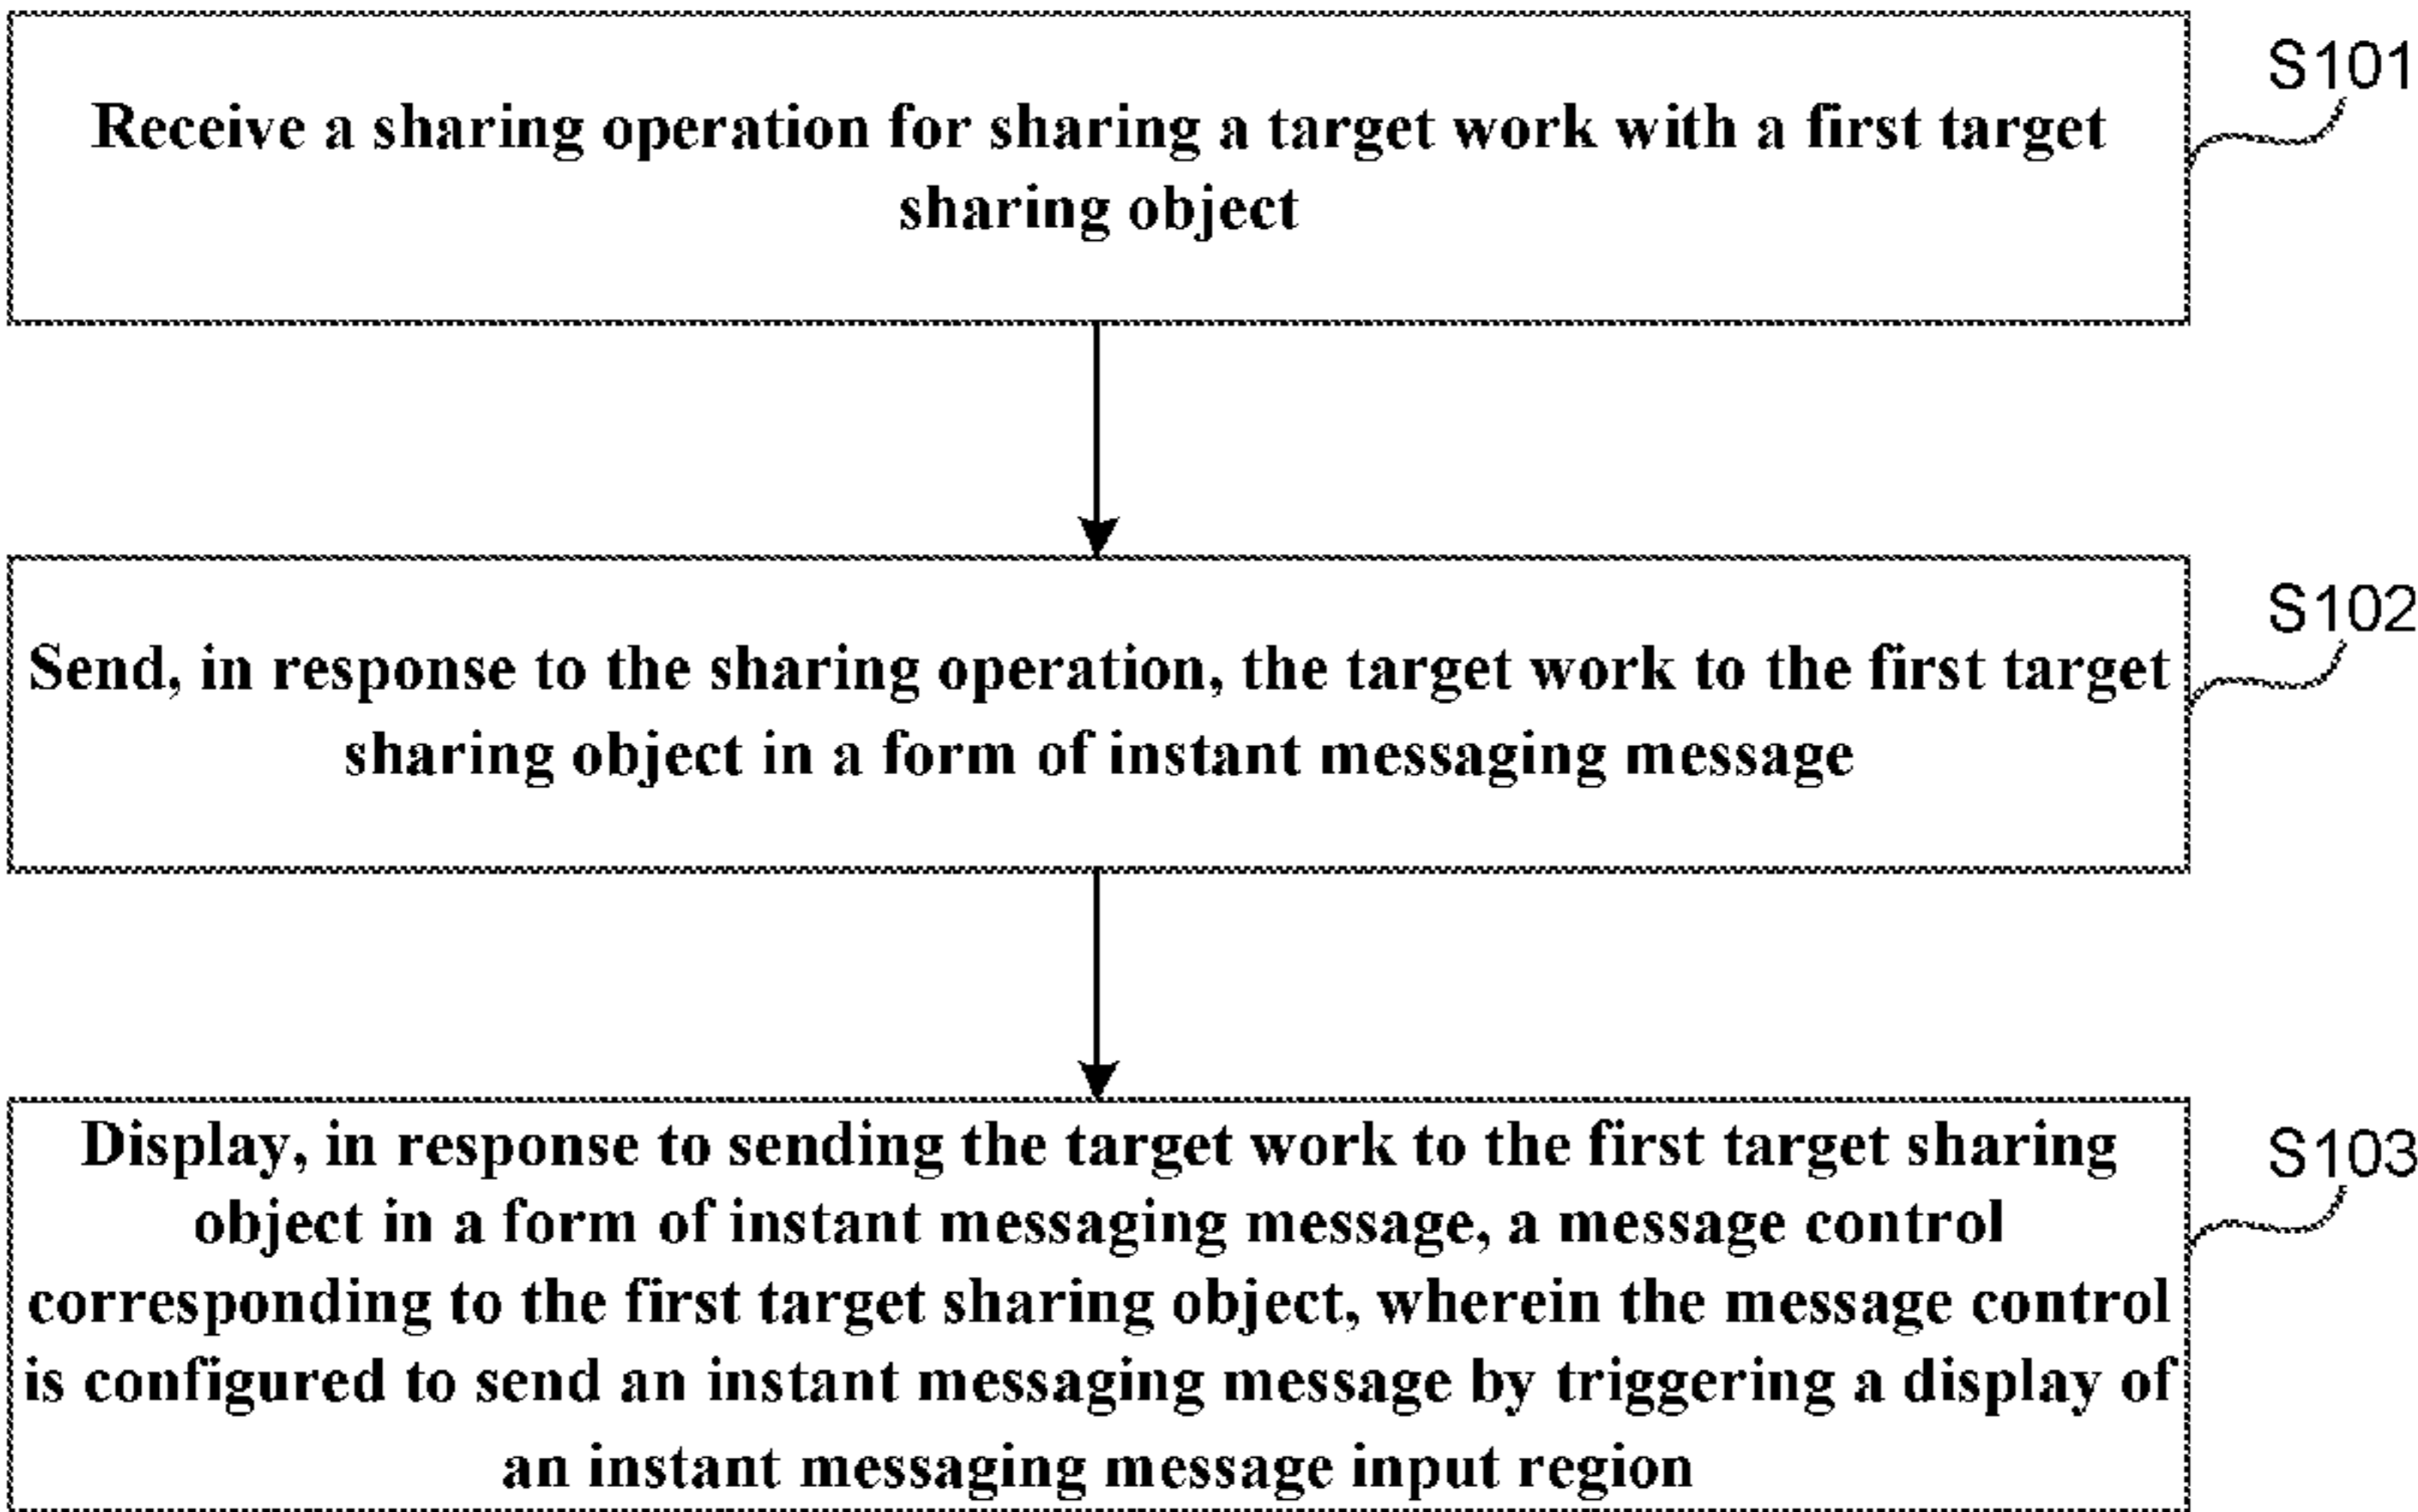 Receive a sharing operation for sharing a target work with a first target
sharing object
S101
Send, in response to the sharing operation, the target work to the first target
sharing object in a form of instant messaging message
S102
Display, in response to sending the target work to the first target sharing
object in a form of instant messaging message, a message control
corresponding to the first target sharing object, wherein the message control
is configured to send an instant messaging message by triggering a display of
an instant messaging message input region
S103